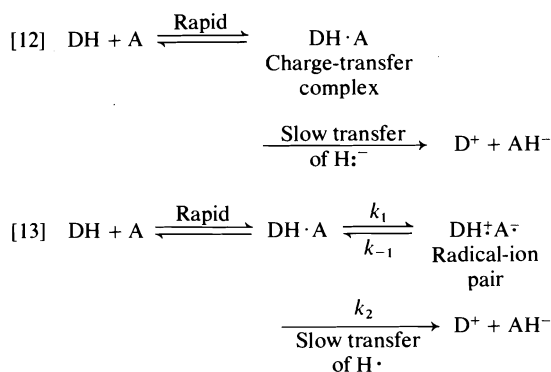 Rapid
[12] DH + A ⇌ DH · A
Charge-transfer
complex
Slow transfer
of H:⁻ → D⁺ + AH⁻
Rapid k₁
[13] DH + A ⇌ DH · A ⇌ DH⁺·A⁻·
k₋₁ Radical-ion
pair
k₂
→ D⁺ + AH⁻
Slow transfer
of H·